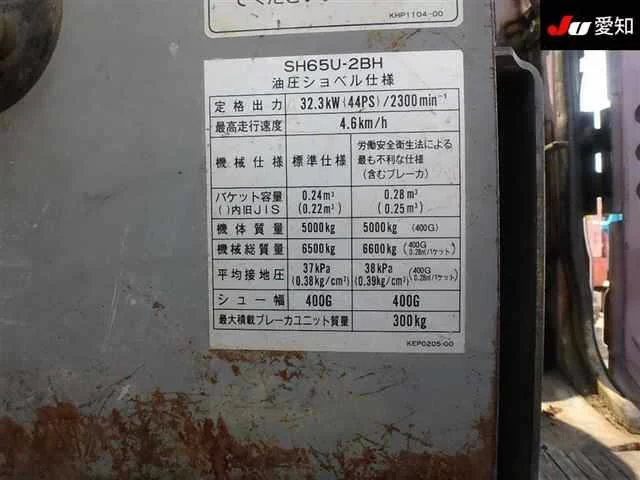 KHP1104-00
JU 愛知
SH65U-2BH
油圧ショベル仕様
定格出力 32.3kW(44PS)/2300min⁻¹
最高走行速度 4.6km/h
機械仕様 標準仕様 労働安全衛生法による
最も不利な仕様
(含むブレーカ)
バケット容量 0.24m³ 0.28m³
( )内旧JIS (0.22m³) (0.25m³)
機体質量 5000kg 5000kg (400G)
機械総質量 6500kg 6600kg (400G 0.28m³バケット)
平均接地圧 37kPa 38kPa (400G 0.28m³バケット)
(0.38kg/cm²) (0.39kg/cm²)
シュー幅 400G 400G
最大積載ブレーカユニット質量 300kg
KEP0205-00